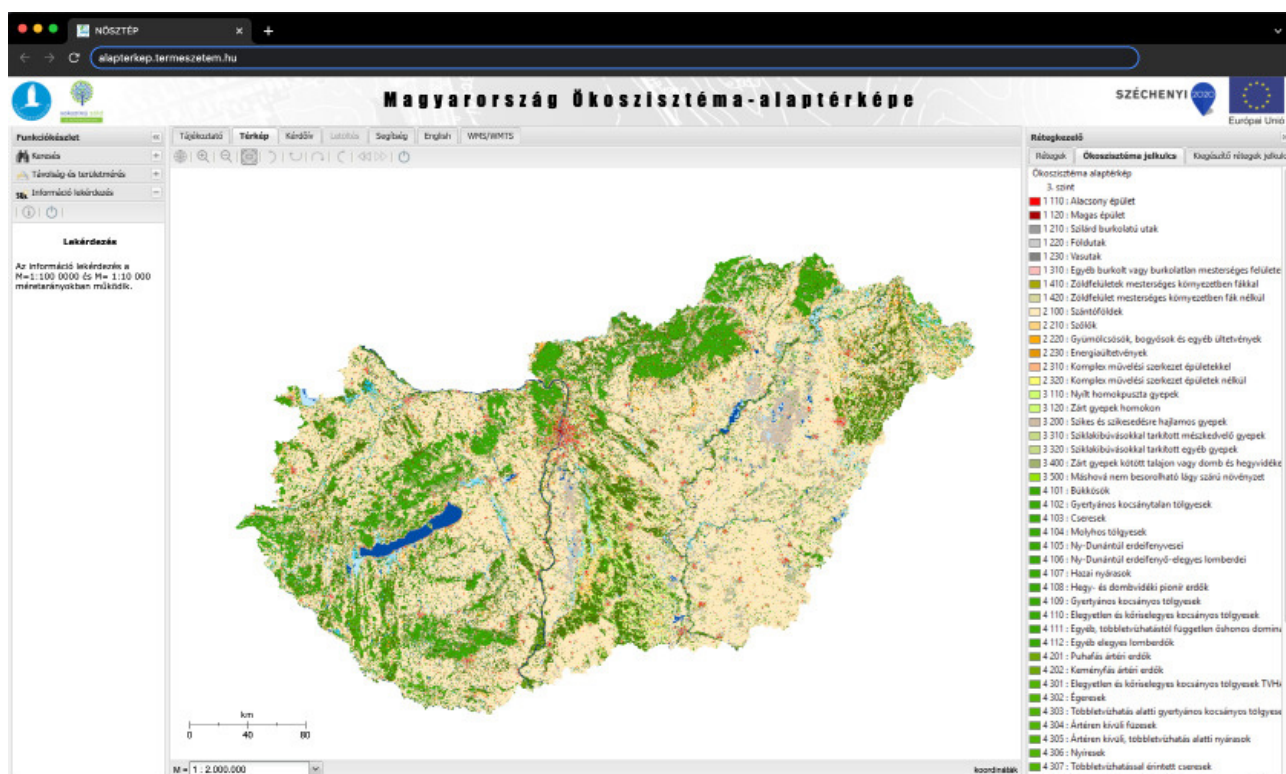 NÖSZTÉP
alapterkep.termeszetem.hu
Magyarország Ökoszisztéma-alaptérképe
SZÉCHENYI 2020
Európai Unió
Funkciókészlet
Keresés
Távolság és területmérés
Információ lekérdezés
Lekérdezés
Az információ lekérdezés a
M=1:100 0000 és M= 1:10 000
méretarányokban működik.
Tájékoztató Térkép Kérdőív Letöltés Segítség English WMS/WMTS
km
0 40 80
M = 1 : 2.000.000
koordináták
Rétegkezelő
Rétegek Ökoszisztéma jelkulcs Kiegészítő rétegek jelkulc
Ökoszisztéma alaptérkép
3. szint
1 110 : Alacsony épület
1 120 : Magas épület
1 210 : Szilárd burkolatú utak
1 220 : Földutak
1 230 : Vasutak
1 310 : Egyéb burkolt vagy burkolatlan mesterséges felülete
1 410 : Zöldfelületek mesterséges környezetben fákkal
1 420 : Zöldfelület mesterséges környezetben fák nélkül
2 100 : Szántóföldek
2 210 : Szőlők
2 220 : Gyümölcsösök, bogyósok és egyéb ültetvények
2 230 : Energiaültetvények
2 310 : Komplex művelési szerkezet épületekkel
2 320 : Komplex művelési szerkezet épületek nélkül
3 110 : Nyílt homokpuszta gyepek
3 120 : Zárt gyepek homokon
3 200 : Szikes és szikesedésre hajlamos gyepek
3 310 : Sziklakibúvásokkal tarkított mészkedvelő gyepek
3 320 : Sziklakibúvásokkal tarkított egyéb gyepek
3 400 : Zárt gyepek kötött talajon vagy domb és hegyvidéke
3 500 : Máshová nem besorolható lágy szárú növényzet
4 101 : Bükkösök
4 102 : Gyertyános kocsánytalan tölgyesek
4 103 : Cseresek
4 104 : Molyhos tölgyesek
4 105 : Ny-Dunántúl erdeifenyvesei
4 106 : Ny-Dunántúl erdeifenyő-elegyes lomberdei
4 107 : Hazai nyárasok
4 108 : Hegy- és dombvidéki pionír erdők
4 109 : Gyertyános kocsányos tölgyesek
4 110 : Elegyetlen és kőriselegyes kocsányos tölgyesek
4 111 : Egyéb, többletvízhatástól független őshonos domina
4 112 : Egyéb elegyes lomberdők
4 201 : Puhafás ártéri erdők
4 202 : Keményfás ártéri erdők
4 301 : Elegyetlen és kőriselegyes kocsányos tölgyesek TVHa
4 302 : Égeresek
4 303 : Többletvízhatás alatti gyertyános kocsányos tölgyese
4 304 : Ártéren kívüli fűzesek
4 305 : Ártéren kívüli, többletvízhatás alatti nyárasok
4 306 : Nyíresek
4 307 : Többletvízhatással érintett cseresek